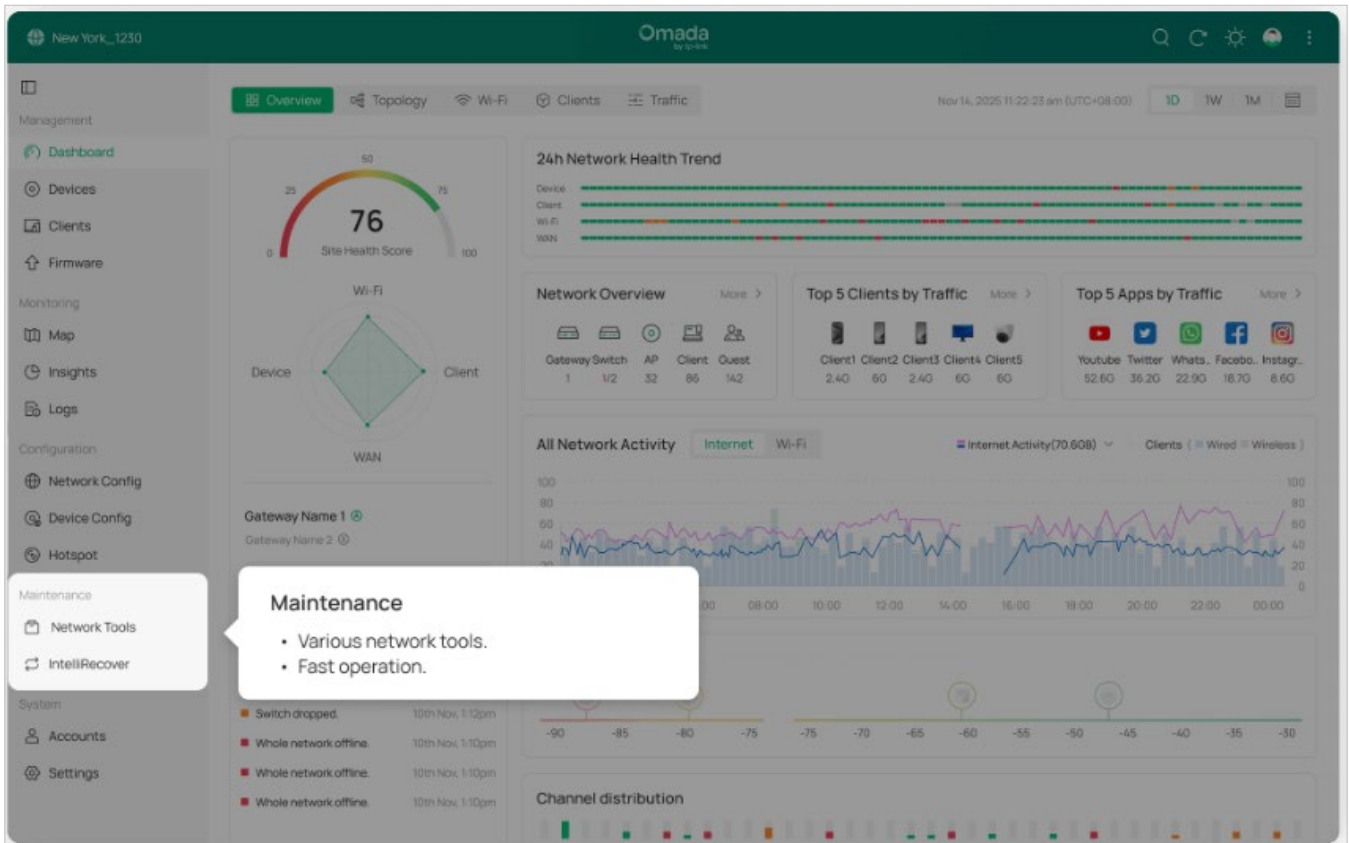 New York_1230
Omada
by tp-link
Management
Dashboard
Devices
Clients
Firmware
Monitoring
Map
Insights
Logs
Configuration
Network Config
Device Config
Hotspot
Maintenance
Network Tools
IntelliRecover
System
Accounts
Settings
Overview Topology Wi-Fi Clients Traffic
Nov 14, 2025 11:22:23 am (UTC+08:00) 1D 1W 1M
0 25 50 75 100
76
Site Health Score
Wi-Fi
Device Client
WAN
Gateway Name 1
Gateway Name 2
Maintenance
• Various network tools.
• Fast operation.
Switch dropped. 10th Nov, 1:12pm
Whole network offline. 10th Nov, 1:10pm
Whole network offline. 10th Nov, 1:10pm
Whole network offline. 10th Nov, 1:10pm
24h Network Health Trend
Device
Client
Wi-Fi
WAN
Network Overview More >
Gateway Switch AP Client Guest
1 1/2 32 86 142
Top 5 Clients by Traffic More >
Client1 Client2 Client3 Client4 Client5
2.4G 6G 2.4G 6G 6G
Top 5 Apps by Traffic More >
Youtube Twitter Whats.. Facebo.. Instagr..
52.6G 36.2G 22.9G 18.7G 8.6G
All Network Activity Internet Wi-Fi Internet Activity(70.6GB) Clients ( Wired Wireless )
100 100
80 80
60 60
40 40
20 20
0
08:00 10:00 12:00 14:00 16:00 18:00 20:00 22:00 00:00
-90 -85 -80 -75 -75 -70 -65 -60 -55 -50 -45 -40 -35 -30
Channel distribution